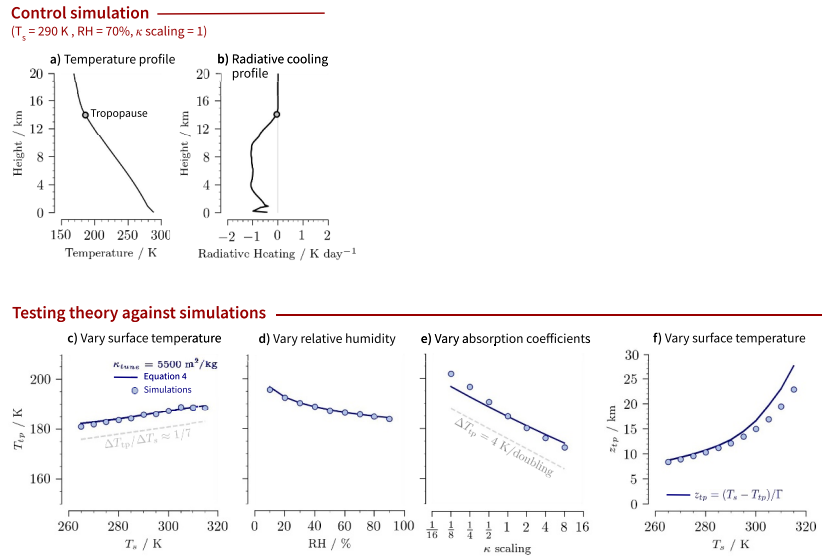 Control simulation
(Ts = 290 K , RH = 70%, κ scaling = 1)
a) Temperature profile
b) Radiative cooling
profile
20
16
12
8
4
0
Height / km
Tropopause
150 200 250 300
Temperature / K
20
16
12
8
4
0
Height / km
−2 −1 0 1 2
Radiative Heating / K day⁻¹
Testing theory against simulations
c) Vary surface temperature
d) Vary relative humidity
e) Vary absorption coefficients
f) Vary surface temperature
κtune = 5500 m²/kg
Equation 4
Simulations
ΔTtp/ΔTs ≈ 1/7
200
180
160
Ttp / K
260 280 300 320
Ts / K
0 20 40 60 80 100
RH / %
ΔTtp = 4 K/doubling
1/16 1/8 1/4 1/2 1 2 4 8 16
κ scaling
30
25
20
15
10
5
0
ztp / km
ztp = (Ts − Ttp)/Γ
260 280 300 320
Ts / K